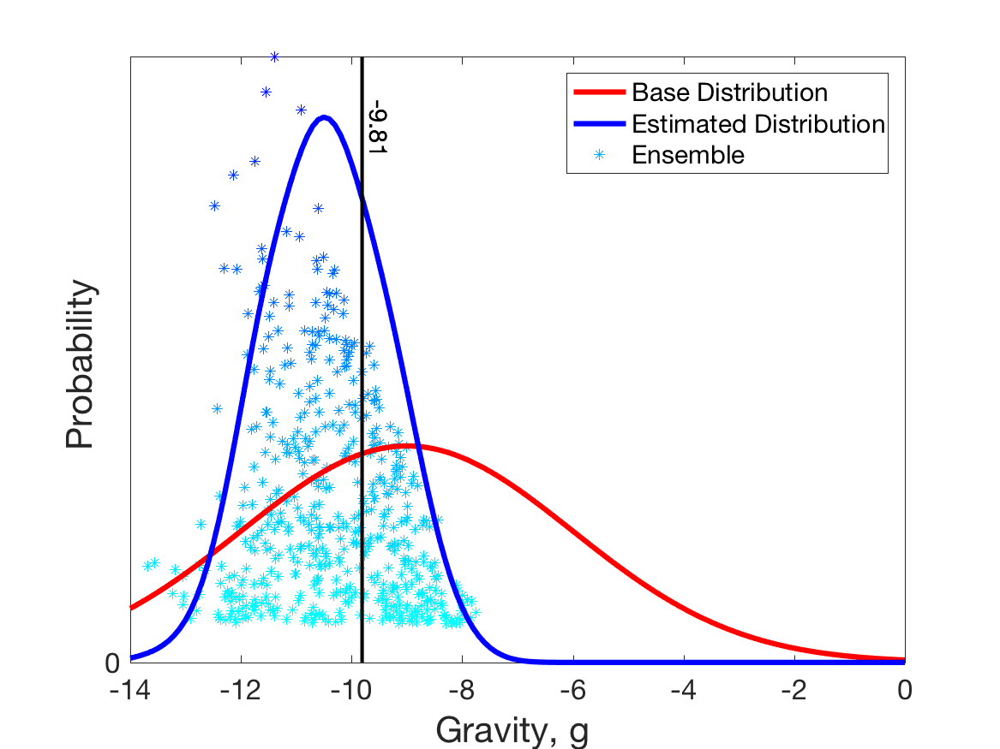 Base Distribution
Estimated Distribution
Ensemble
-9.81
Probability
0
-14 -12 -10 -8 -6 -4 -2 0
Gravity, g